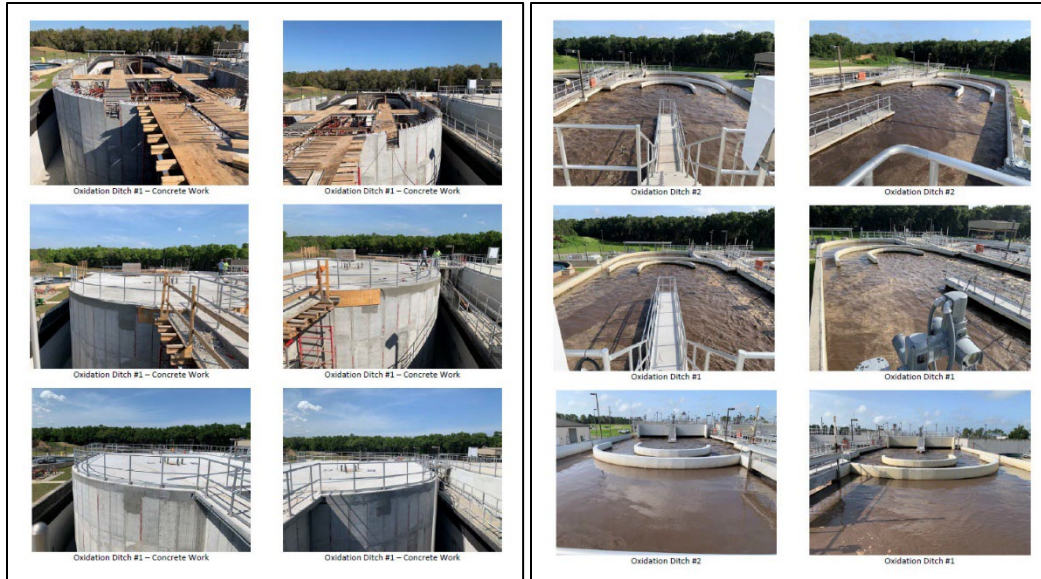 Oxidation Ditch #1 – Concrete Work
Oxidation Ditch #1 – Concrete Work
Oxidation Ditch #1 – Concrete Work
Oxidation Ditch #1 – Concrete Work
Oxidation Ditch #1 – Concrete Work
Oxidation Ditch #1 – Concrete Work
Oxidation Ditch #2
Oxidation Ditch #2
Oxidation Ditch #1
Oxidation Ditch #1
Oxidation Ditch #2
Oxidation Ditch #1